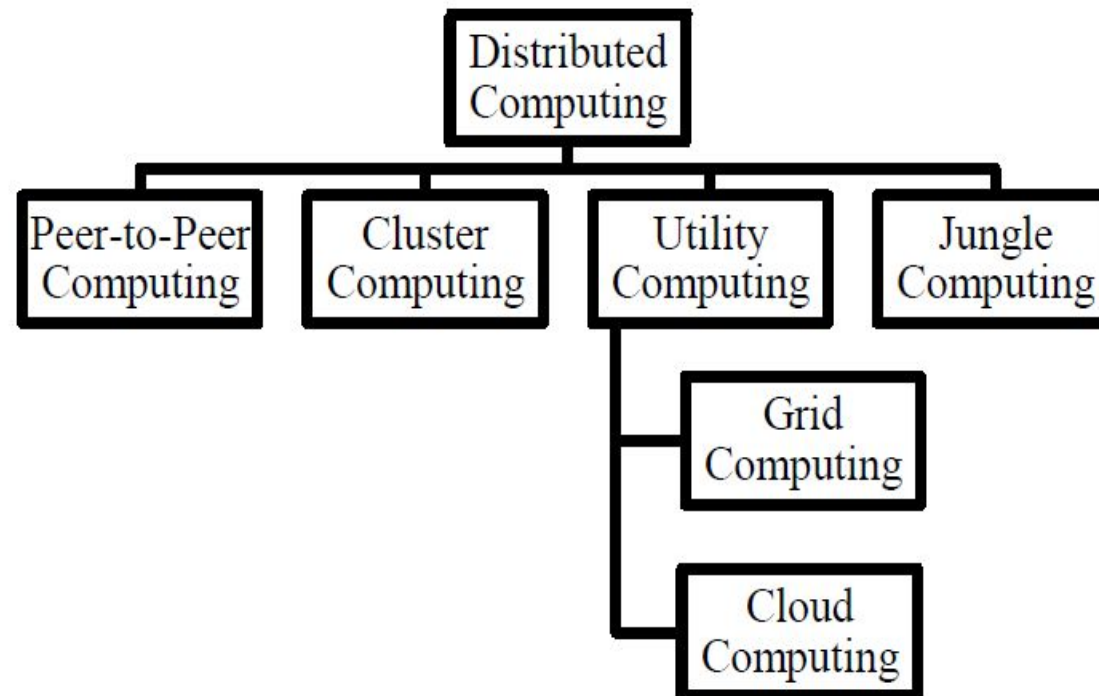 Distributed
Computing
Peer-to-Peer
Computing
Cluster
Computing
Utility
Computing
Jungle
Computing
Grid
Computing
Cloud
Computing